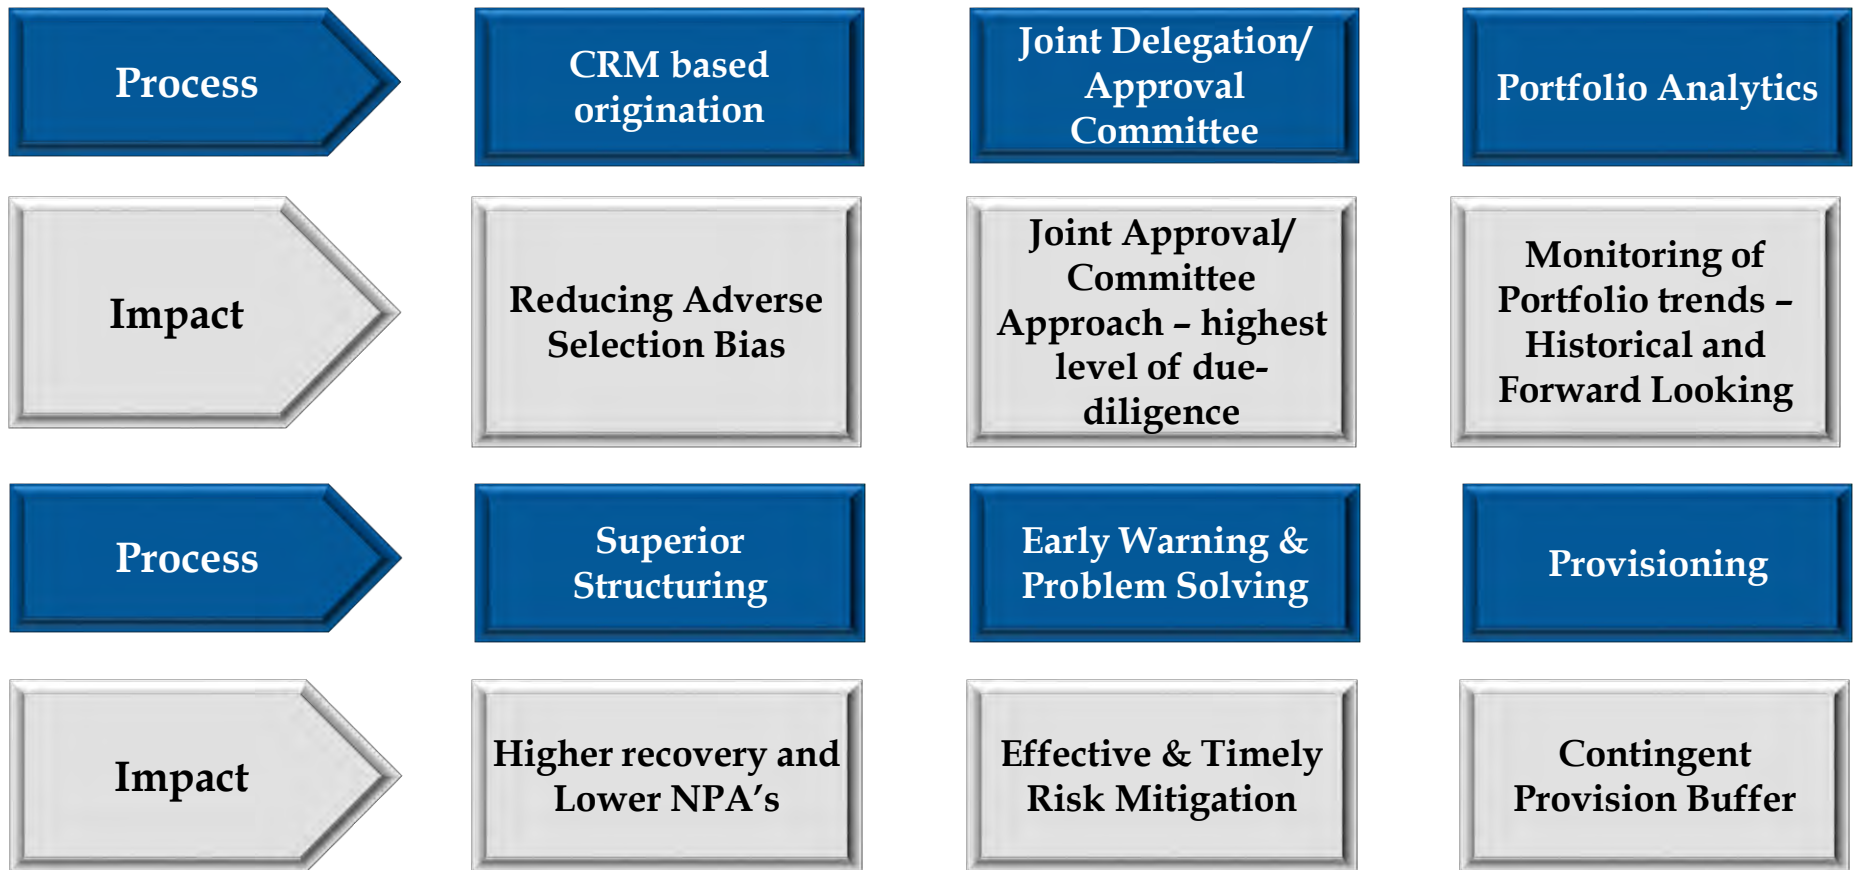 Process
CRM based
origination
Joint Delegation/
Approval
Committee
Portfolio Analytics
Impact
Reducing Adverse
Selection Bias
Joint Approval/
Committee
Approach – highest
level of due-
diligence
Monitoring of
Portfolio trends –
Historical and
Forward Looking
Process
Superior
Structuring
Early Warning &
Problem Solving
Provisioning
Impact
Higher recovery and
Lower NPA’s
Effective & Timely
Risk Mitigation
Contingent
Provision Buffer